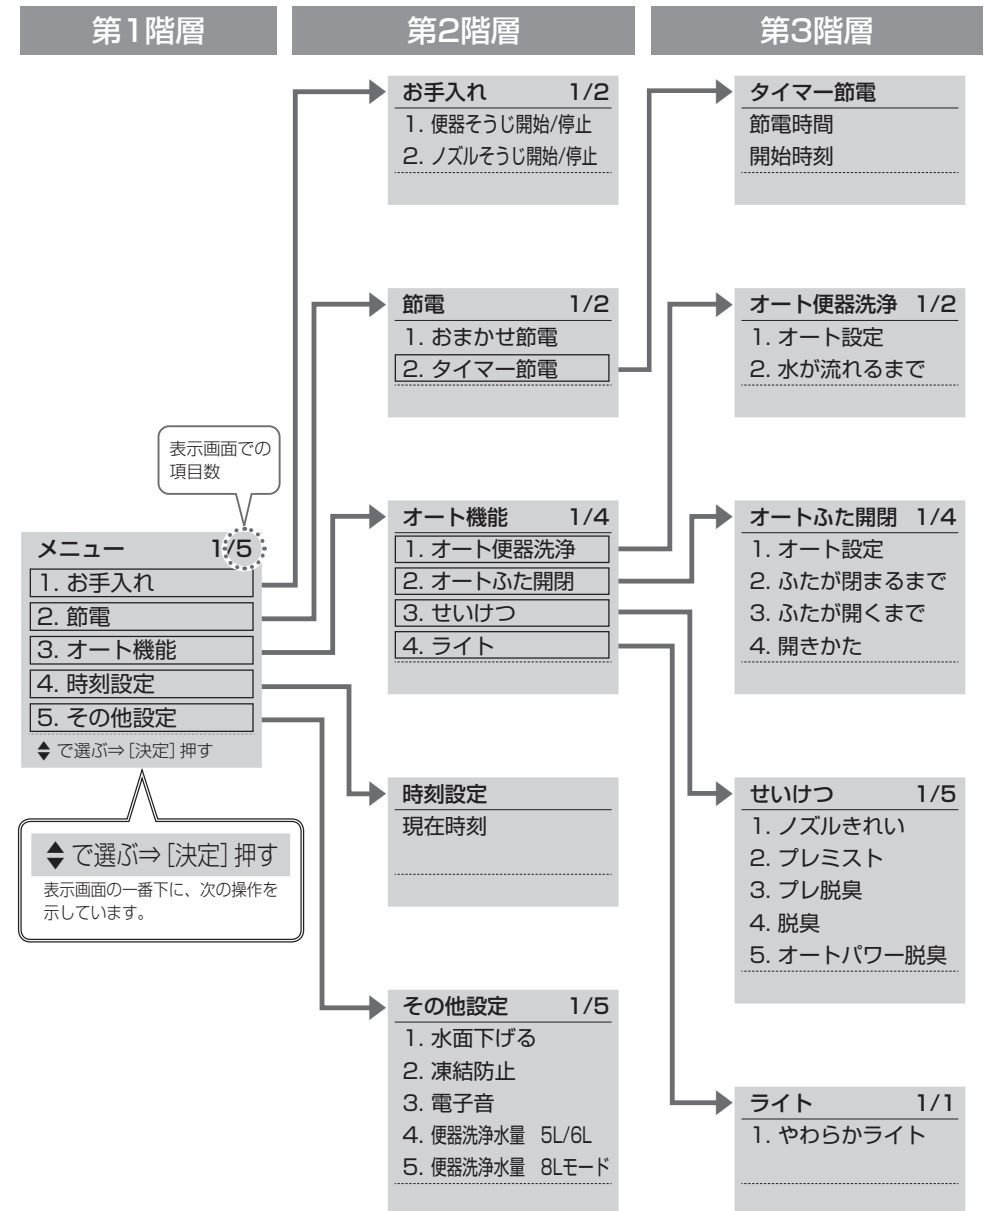 第1階層
第2階層
第3階層
表示画面での
項目数
メニュー 1/5
1. お手入れ
2. 節電
3. オート機能
4. 時刻設定
5. その他設定
で選ぶ⇒[決定]押す
で選ぶ⇒[決定]押す
表示画面の一番下に、次の操作を
示しています。
お手入れ 1/2
1. 便器そうじ開始/停止
2. ノズルそうじ開始/停止
節電 1/2
1. おまかせ節電
2. タイマー節電
オート機能 1/4
1. オート便器洗浄
2. オートふた開閉
3. せいけつ
4. ライト
時刻設定
現在時刻
その他設定 1/5
1. 水面下げる
2. 凍結防止
3. 電子音
4. 便器洗浄水量 5L/6L
5. 便器洗浄水量 8Lモード
タイマー節電
節電時間
開始時刻
オート便器洗浄 1/2
1. オート設定
2. 水が流れるまで
オートふた開閉 1/4
1. オート設定
2. ふたが閉まるまで
3. ふたが開くまで
4. 開きかた
せいけつ 1/5
1. ノズルきれい
2. プレミスト
3. プレ脱臭
4. 脱臭
5. オートパワー脱臭
ライト 1/1
1. やわらかライト